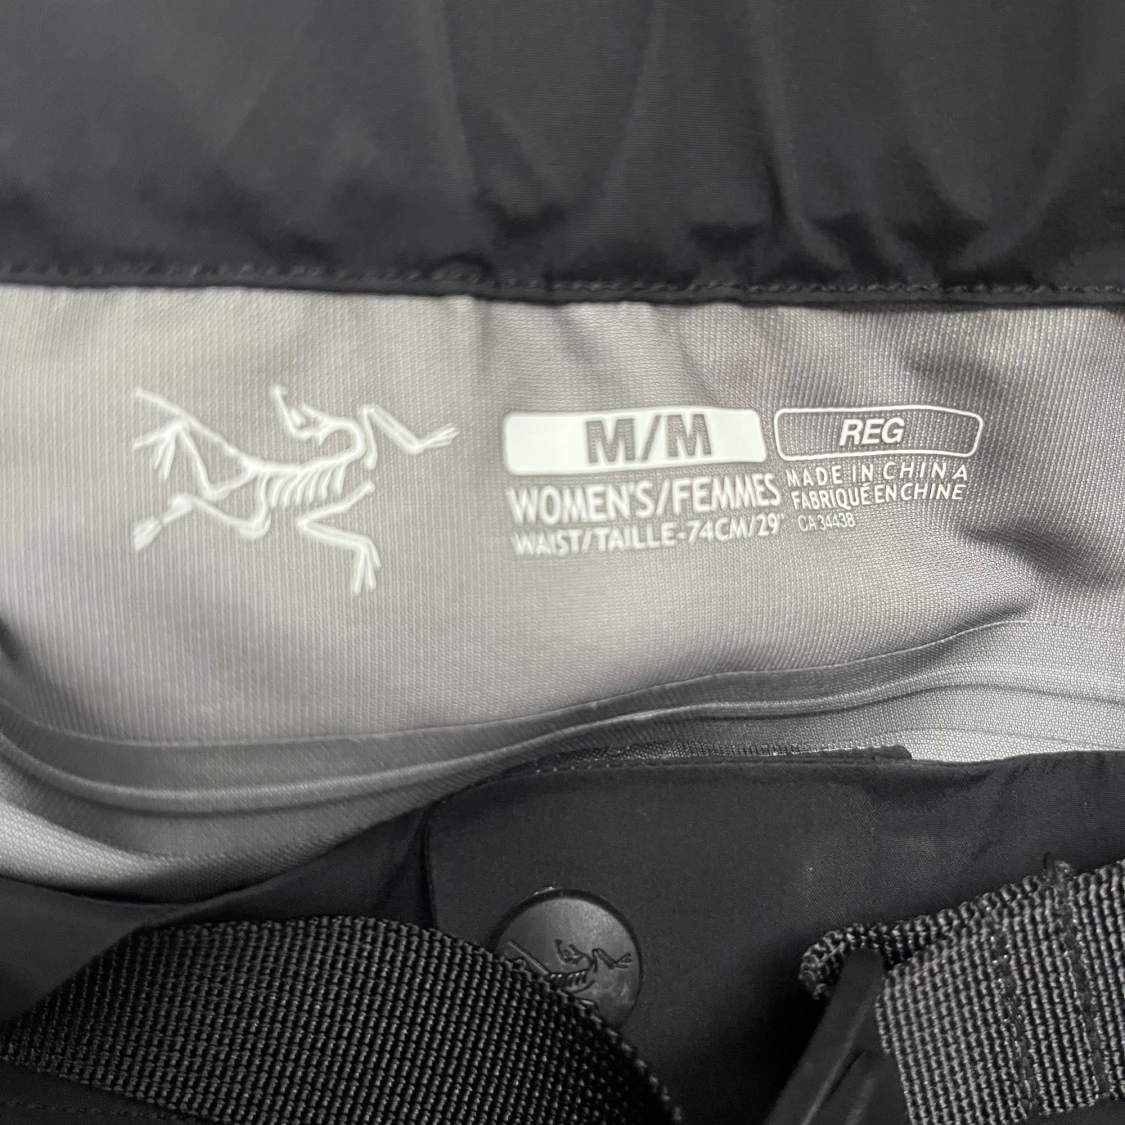 M/M
WOMEN'S/FEMMES
WAIST/TAILLE-74CM/29"
REG
MADE IN CHINA
FABRIQUÉ EN CHINE
CA 34438